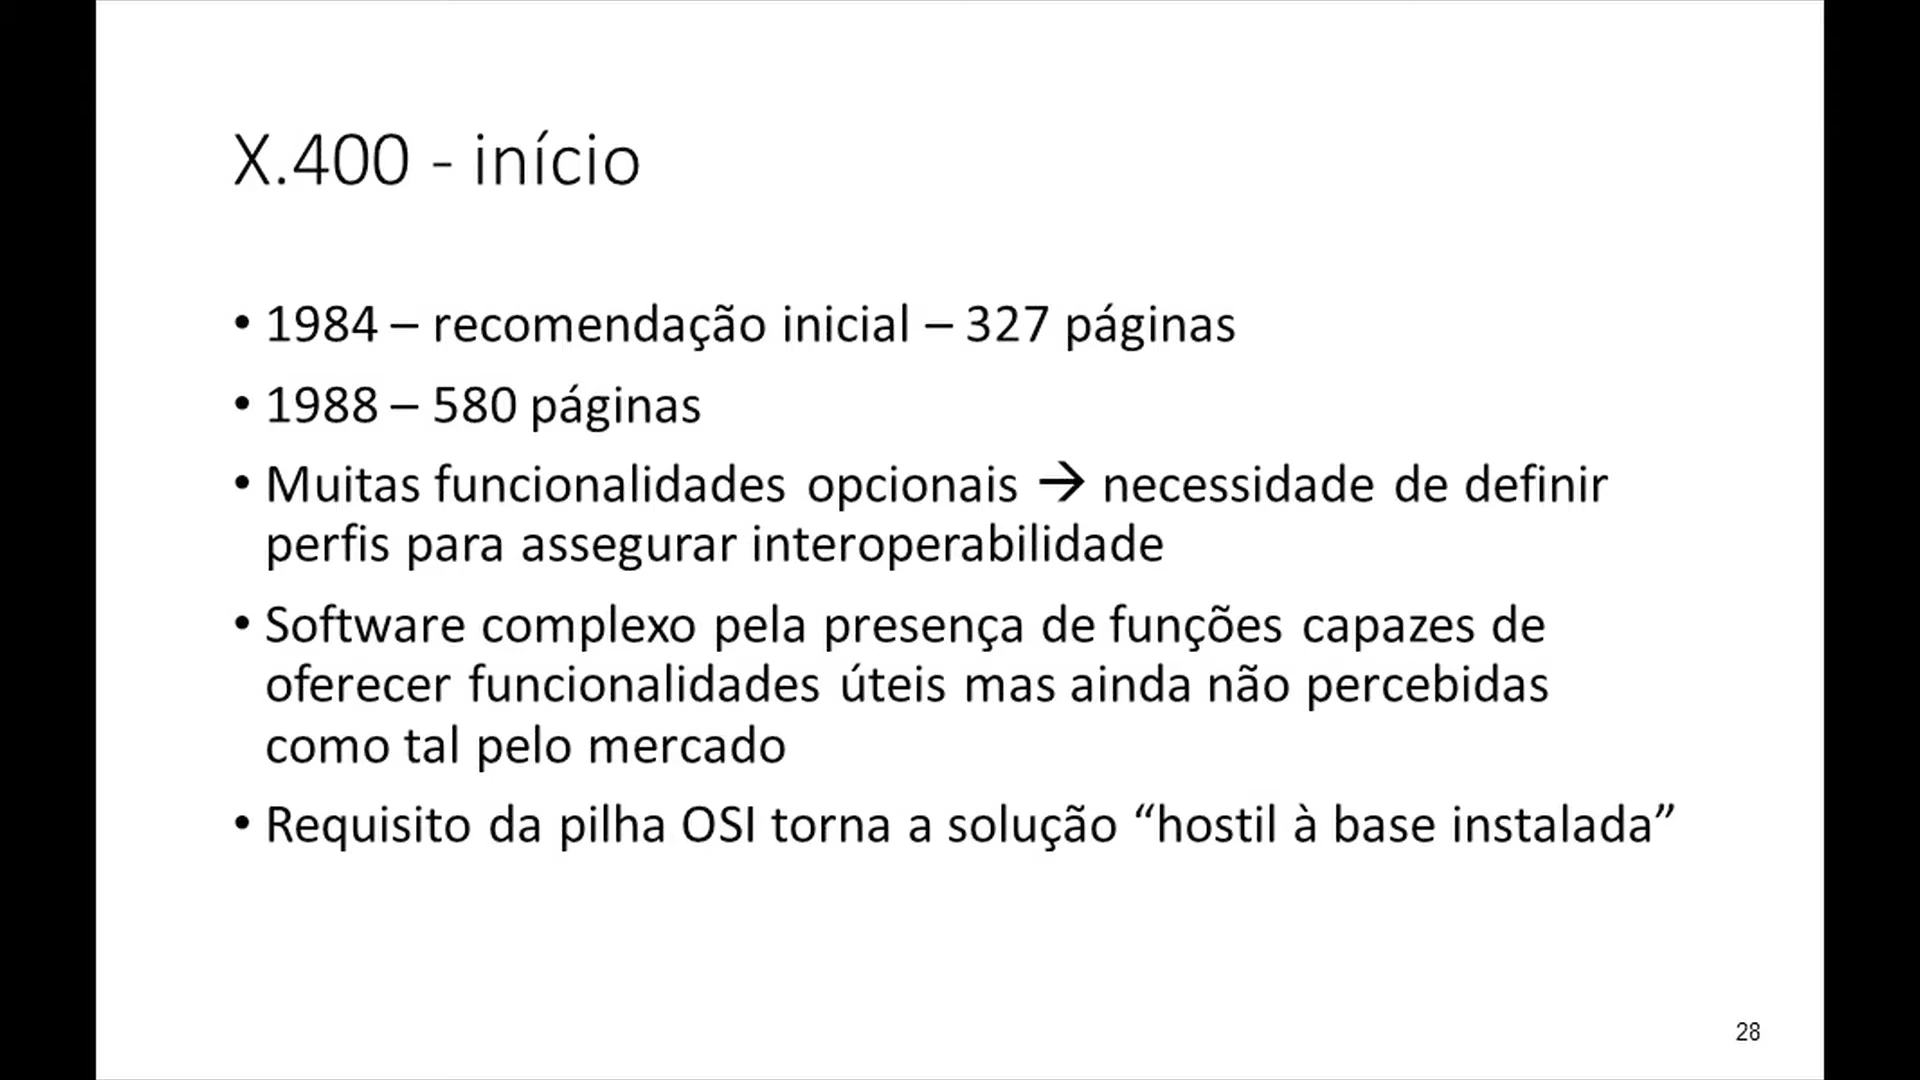 X.400 - início
• 1984 – recomendação inicial – 327 páginas
• 1988 – 580 páginas
• Muitas funcionalidades opcionais → necessidade de definir
perfis para assegurar interoperabilidade
• Software complexo pela presença de funções capazes de
oferecer funcionalidades úteis mas ainda não percebidas
como tal pelo mercado
• Requisito da pilha OSI torna a solução “hostil à base instalada”
28